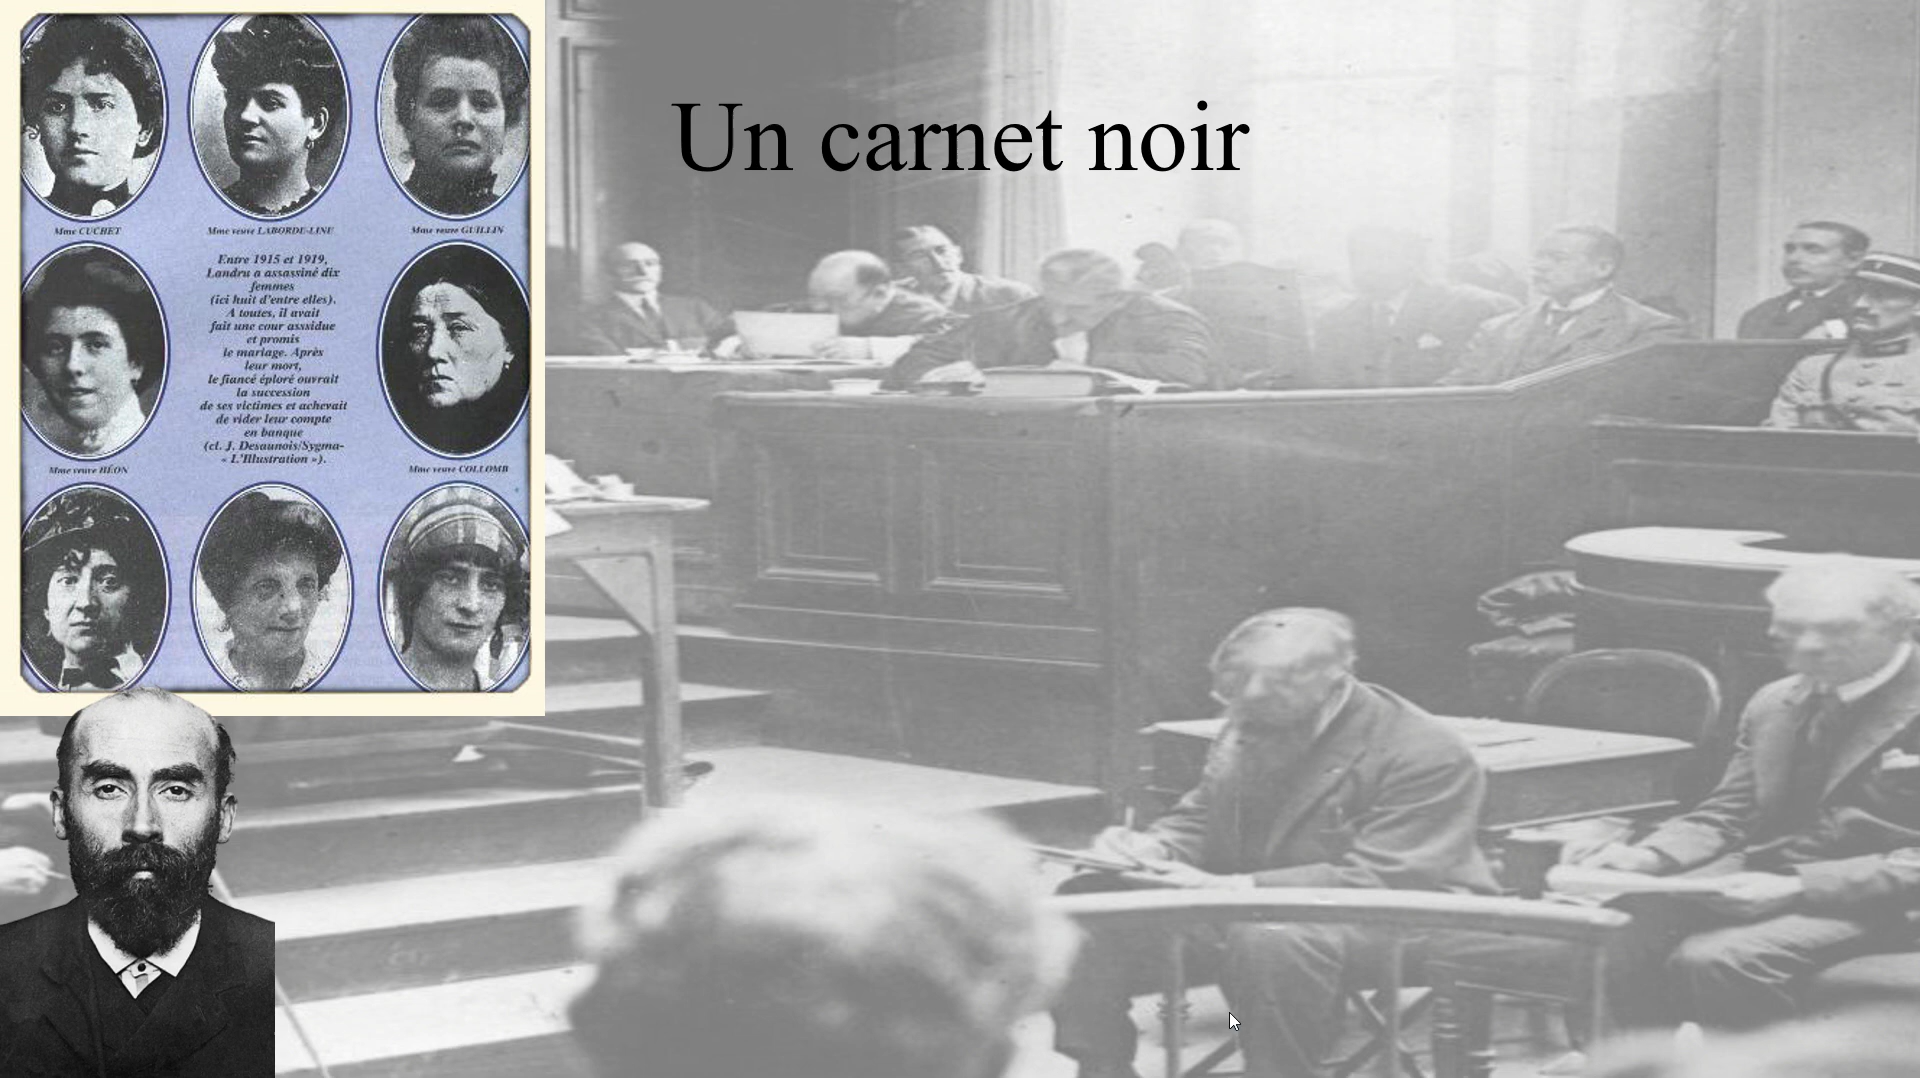 Un carnet noir
Mme CUCHET
Mme veuve LABORDE-LINE
Mme veuve GUILLIN
Entre 1915 et 1919,
Landru a assassiné dix
femmes
(ici huit d'entre elles).
A toutes, il avait
fait une cour asssidue
et promis
le mariage. Après
leur mort,
le fiancé éploré ouvrait
la succession
de ses victimes et achevait
de vider leur compte
en banque
(cl. J. Desaunois/Sygma-
« L'Illustration »).
Mme veuve HÉON
Mme veuve COLLOMB